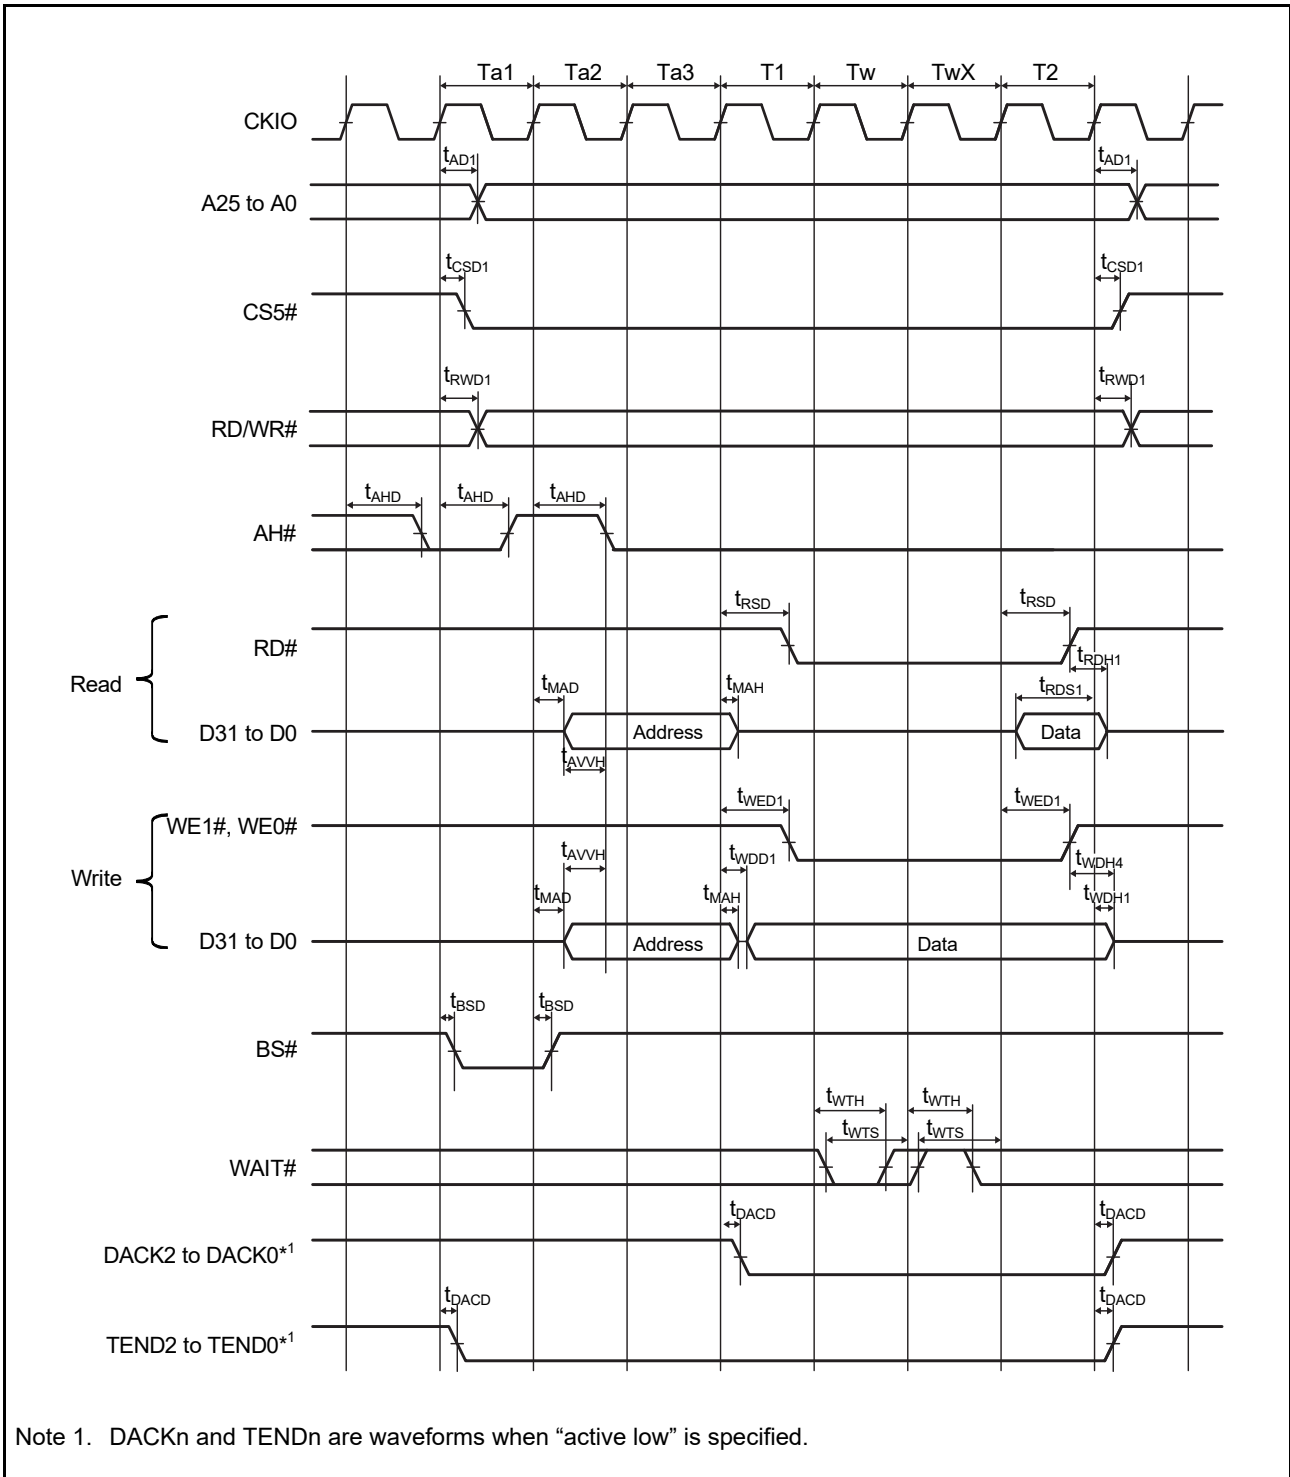 Ta1 Ta2 Ta3 T1 Tw TwX T2
CKIO
tAD1 tAD1
A25 to A0
tCSD1 tCSD1
CS5#
tRWD1 tRWD1
RD/WR#
tAHD tAHD tAHD
AH#
tRSD tRSD
RD#
tRDH1
Read
tMAD tMAH tRDS1
D31 to D0 Address Data
tAVVH
tWED1 tWED1
WE1#, WE0#
tAVVH tWDD1 tWDH4
Write
tMAD tMAH tWDH1
D31 to D0 Address Data
tBSD tBSD
BS#
tWTH tWTH
tWTS tWTS
WAIT#
tDACD tDACD
DACK2 to DACK0*1
tDACD tDACD
TEND2 to TEND0*1
Note 1. DACKn and TENDn are waveforms when “active low” is specified.